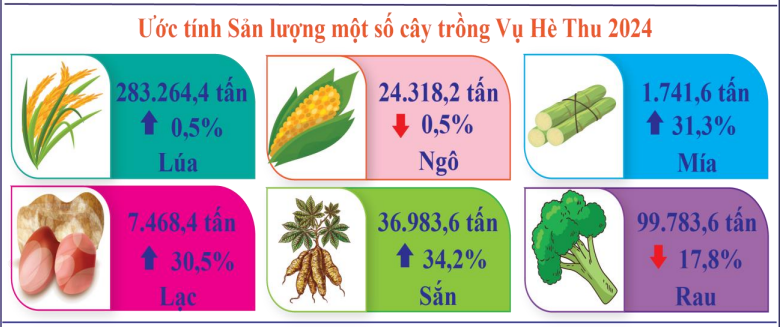 Ước tính Sản lượng một số cây trồng Vụ Hè Thu 2024
283.264,4 tấn
0,5%
Lúa
24.318,2 tấn
0,5%
Ngô
1.741,6 tấn
31,3%
Mía
7.468,4 tấn
30,5%
Lạc
36.983,6 tấn
34,2%
Sắn
99.783,6 tấn
17,8%
Rau